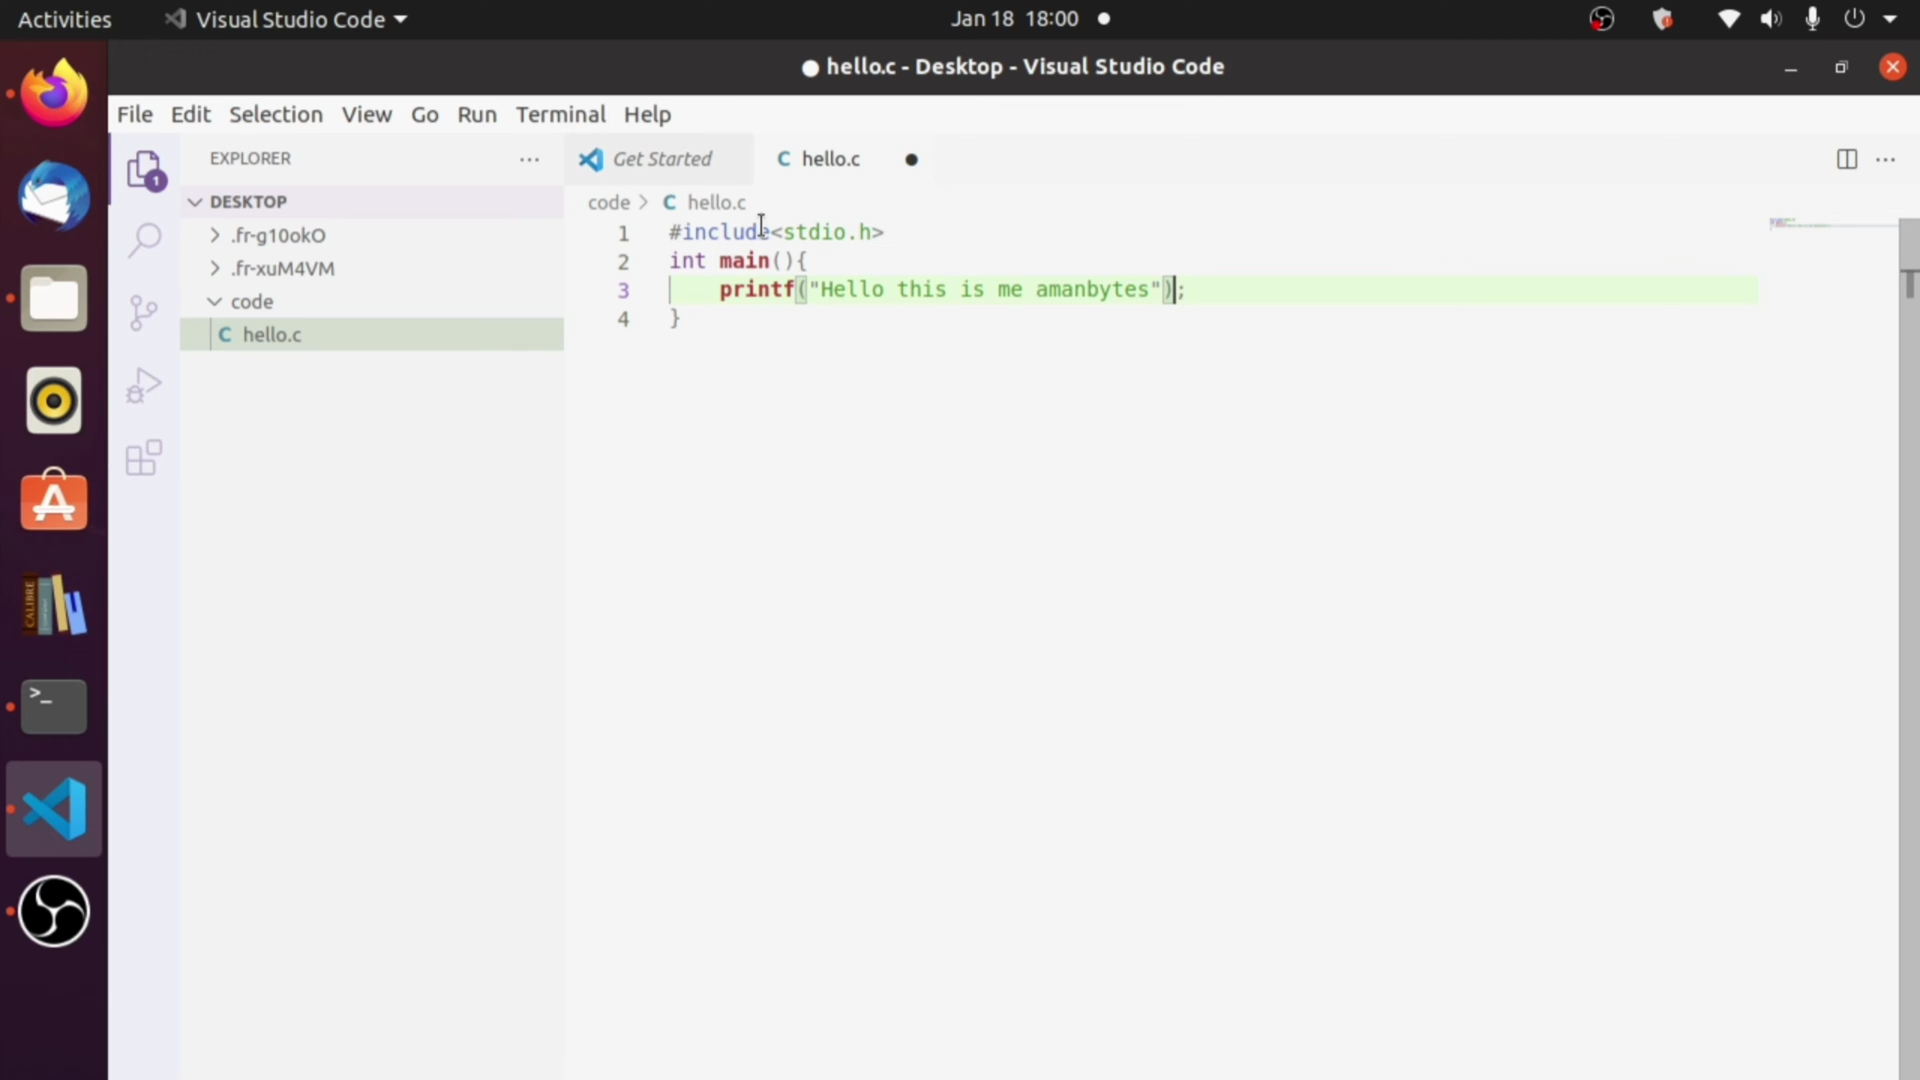 Activities Visual Studio Code Jan 18 18:00
hello.c - Desktop - Visual Studio Code
File Edit Selection View Go Run Terminal Help
EXPLORER ... Get Started C hello.c
1
DESKTOP
code > C hello.c
.fr-g10okO
.fr-xuM4VM
code
C hello.c
1 #include<stdio.h>
2 int main(){
3 printf("Hello this is me amanbytes");
4 }
CALIBRE
>_